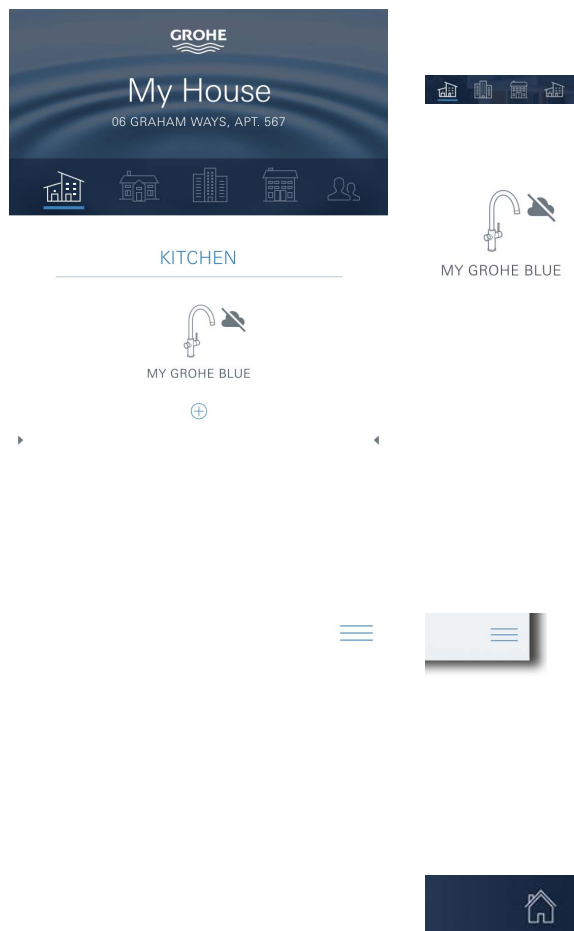 GROHE
My House
06 GRAHAM WAYS, APT. 567
KITCHEN
MY GROHE BLUE
MY GROHE BLUE